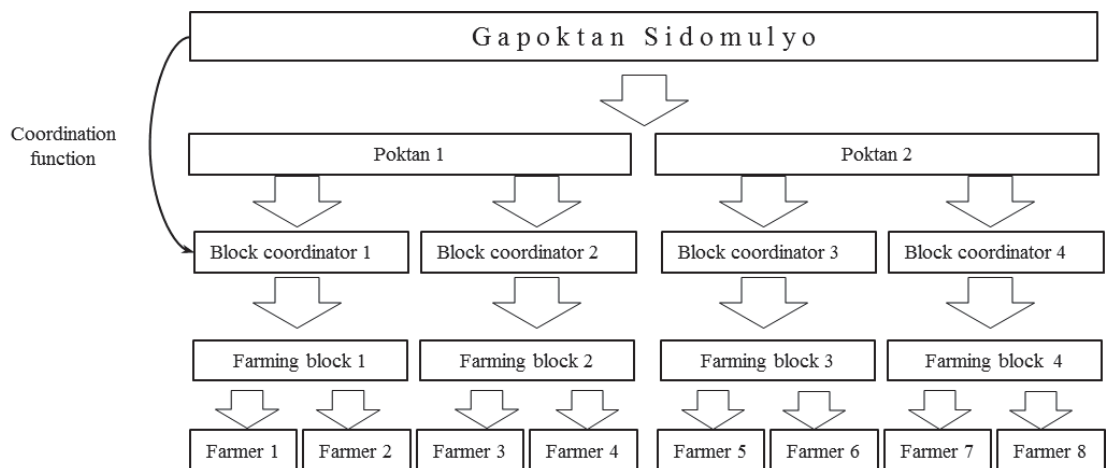 Gapoktan Sidomulyo
Coordination
function
Poktan 1
Poktan 2
Block coordinator 1
Block coordinator 2
Block coordinator 3
Block coordinator 4
Farming block 1
Farming block 2
Farming block 3
Farming block 4
Farmer 1
Farmer 2
Farmer 3
Farmer 4
Farmer 5
Farmer 6
Farmer 7
Farmer 8